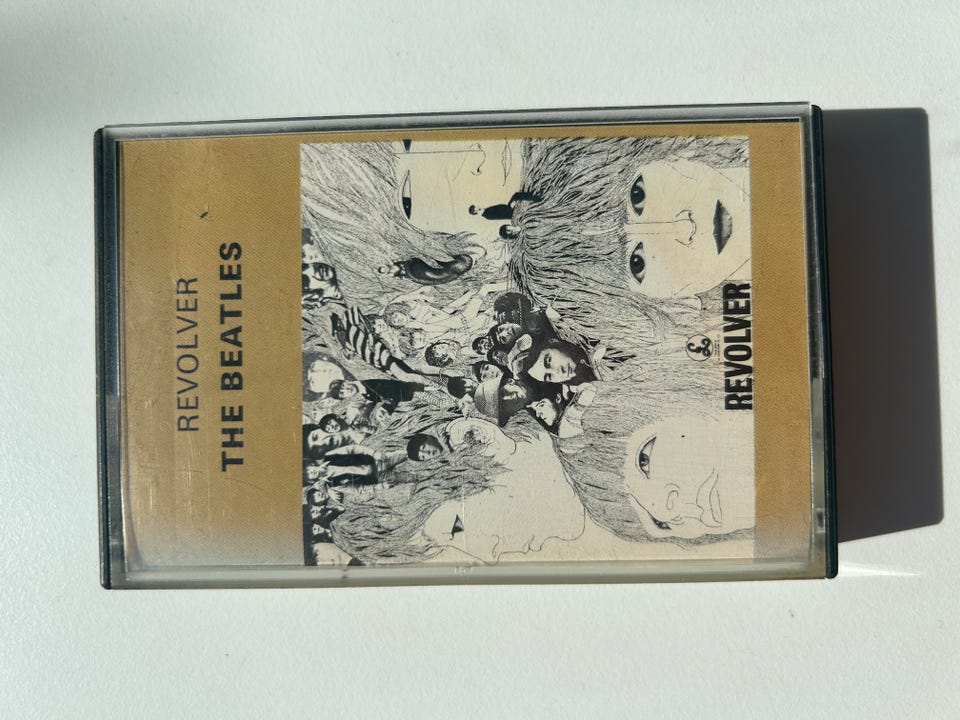 REVOLVER
THE BEATLES
£
REVOLVER